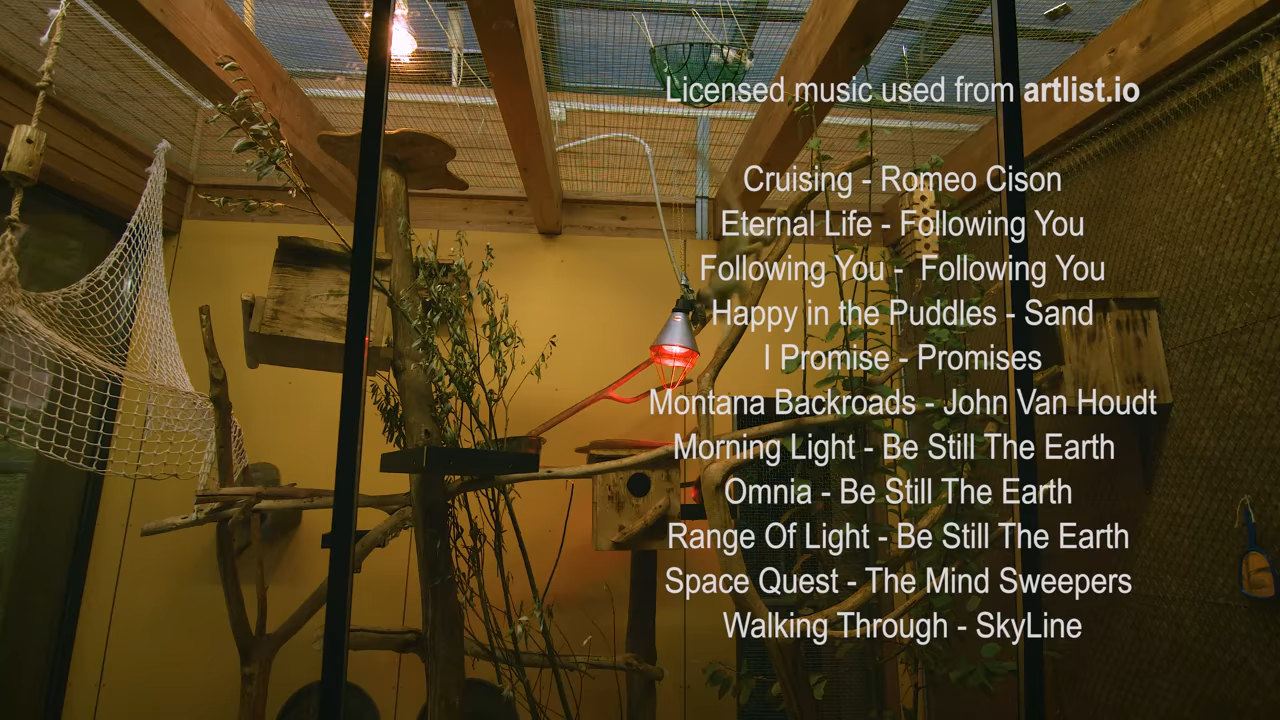 Licensed music used from artlist.io
Cruising - Romeo Cison
Eternal Life - Following You
Following You -  Following You
Happy in the Puddles - Sand
I Promise - Promises
Montana Backroads - John Van Houdt
Morning Light - Be Still The Earth
Omnia - Be Still The Earth
Range Of Light - Be Still The Earth
Space Quest - The Mind Sweepers
Walking Through - SkyLine